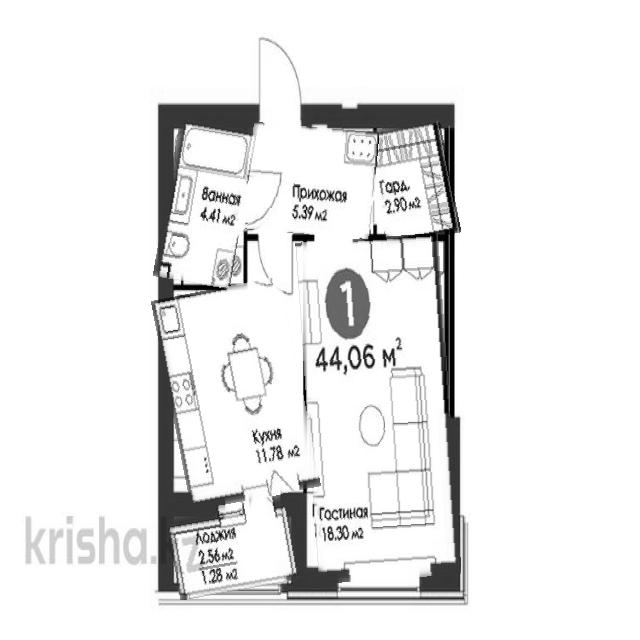 Ванная
4.41 м2
Прихожая
5.39 м2
Гард.
2.90 м2
1
44,06 м2
Кухня
11.78 м2
Гостиная
18.30 м2
Лоджия
2.56 м2
1.28 м2
krisha.kz